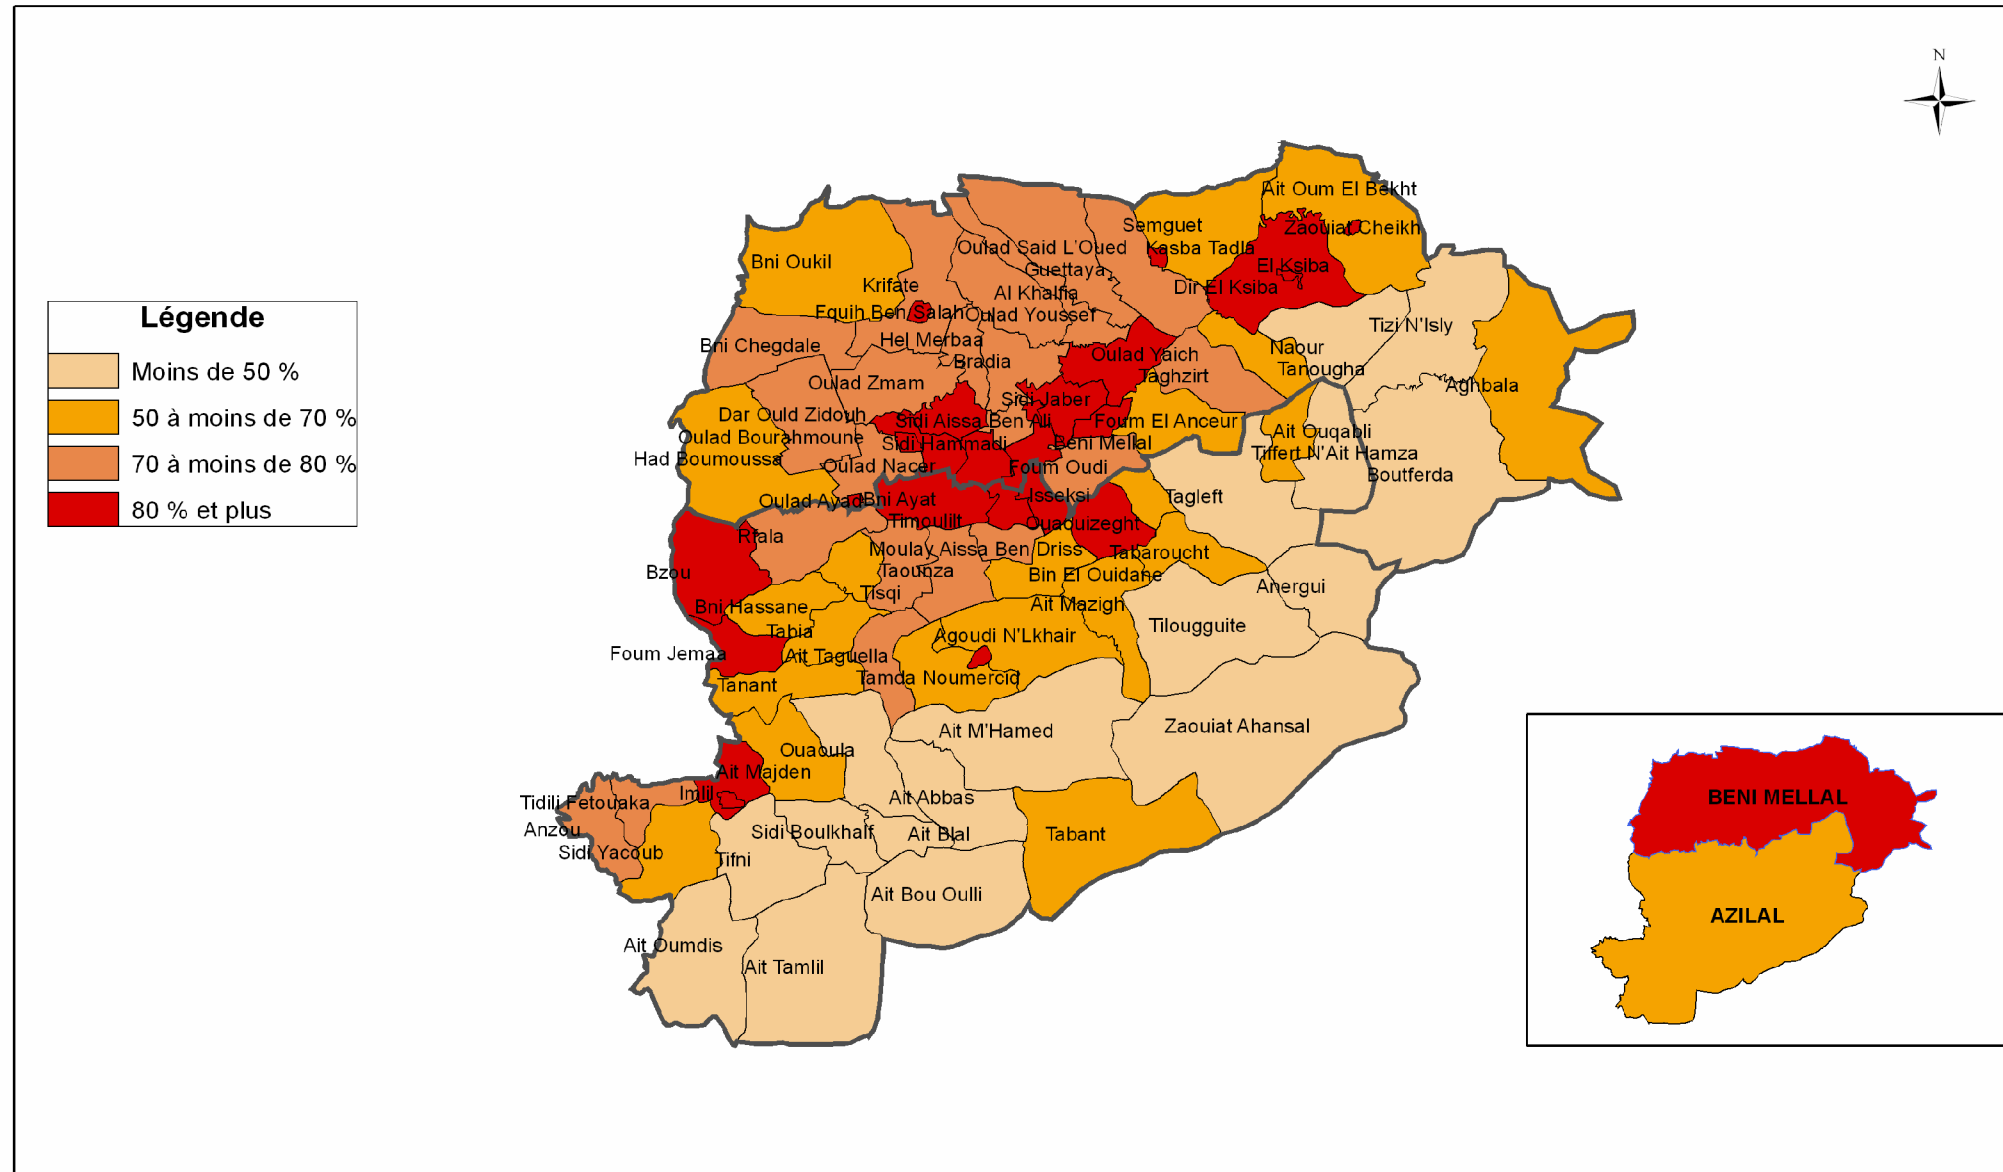 N
Ait Oum El Bekht
Semguet
Zaouiat Cheikh
Oulad Said L'Oued
Kasba Tadla
Bni Oukil
El Ksiba
Guettaya
Krifate
Dir El Ksiba
Al Khalfia
Fquih Ben Salah
Oulad Youssef
Légende
Tizi N'Isly
Hel Merbaa
Bni Chegdale
Naour
Oulad Yaich
Bradia
Tanougha
Moins de 50 %
Taghzirt
Oulad Zmam
Aghbala
Sidi Jaber
50 à moins de 70 %
Dar Ould Zidouh
Sidi Aissa Ben Ali
Foum El Anceur
Ait Ouqabli
Oulad Bourahmoune
Sidi Hammadi
Beni Mellal
Tiffert N'Ait Hamza
Had Boumoussa
70 à moins de 80 %
Oulad Nacer
Foum Oudi
Boutferda
Isseksi
Tagleft
Oulad Ayad
Bni Ayat
80 % et plus
Timoulilt
Ouaouizeght
Rfala
Moulay Aissa Ben Driss
Tabaroucht
Bzou
Taounza
Bin El Ouidane
Anergui
Tisqi
Bni Hassane
Ait Mazigh
Tabia
Agoudi N'Lkhair
Tilougguite
Foum Jemaa
Ait Taguella
Tanant
Tamda Noumercid
Ait M'Hamed
Zaouiat Ahansal
Ouaoula
Ait Majden
Imlil
Ait Abbas
BENI MELLAL
Tidili Fetouaka
Anzou
Sidi Boulkhalf
Ait Blal
Tabant
Sidi Yacoub
Tifni
Ait Bou Oulli
AZILAL
Ait Oumdis
Ait Tamlil